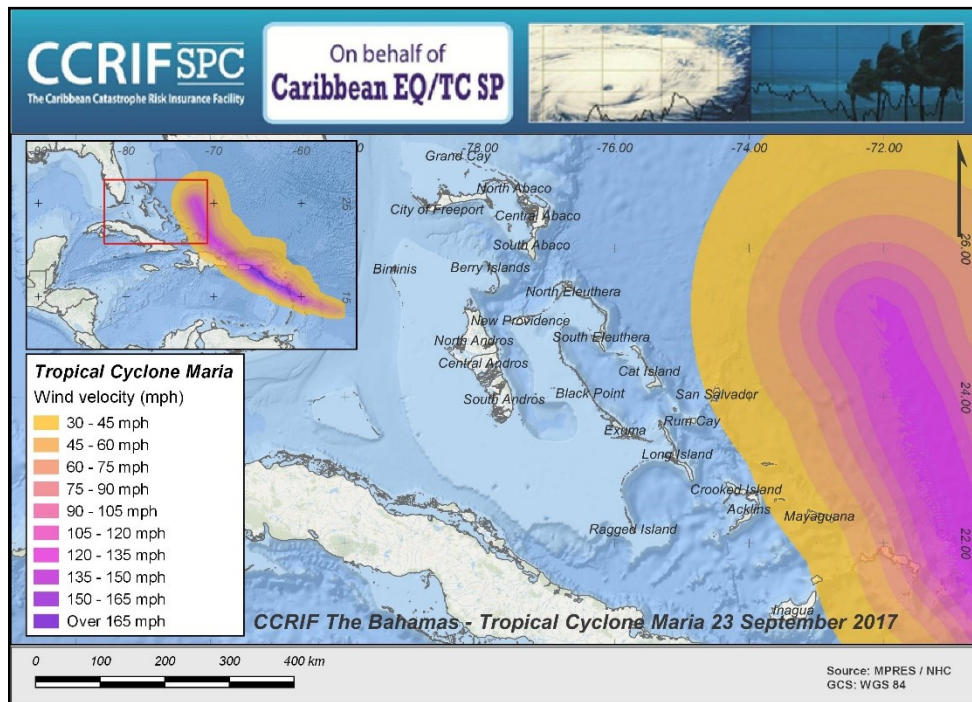 CCRIF SPC
The Caribbean Catastrophe Risk Insurance Facility
On behalf of
Caribbean EQ/TC SP
-90
-80
-70
-60
25
15
-78.00
-76.00
-74.00
-72.00
26.00
24.00
22.00
Grand Cay
North Abaco
City of Freeport
Central Abaco
South Abaco
Biminis
Berry Islands
North Eleuthera
New Providence
South Eleuthera
North Andros
Central Andros
Cat Island
South Andros
Black Point
San Salvador
Exuma
Rum Cay
Long Island
Crooked Island
Acklins
Mayaguana
Ragged Island
Inagua
Tropical Cyclone Maria
Wind velocity (mph)
30 - 45 mph
45 - 60 mph
60 - 75 mph
75 - 90 mph
90 - 105 mph
105 - 120 mph
120 - 135 mph
135 - 150 mph
150 - 165 mph
Over 165 mph
CCRIF The Bahamas - Tropical Cyclone Maria 23 September 2017
0 100 200 300 400 km
Source: MPRES / NHC
GCS: WGS 84